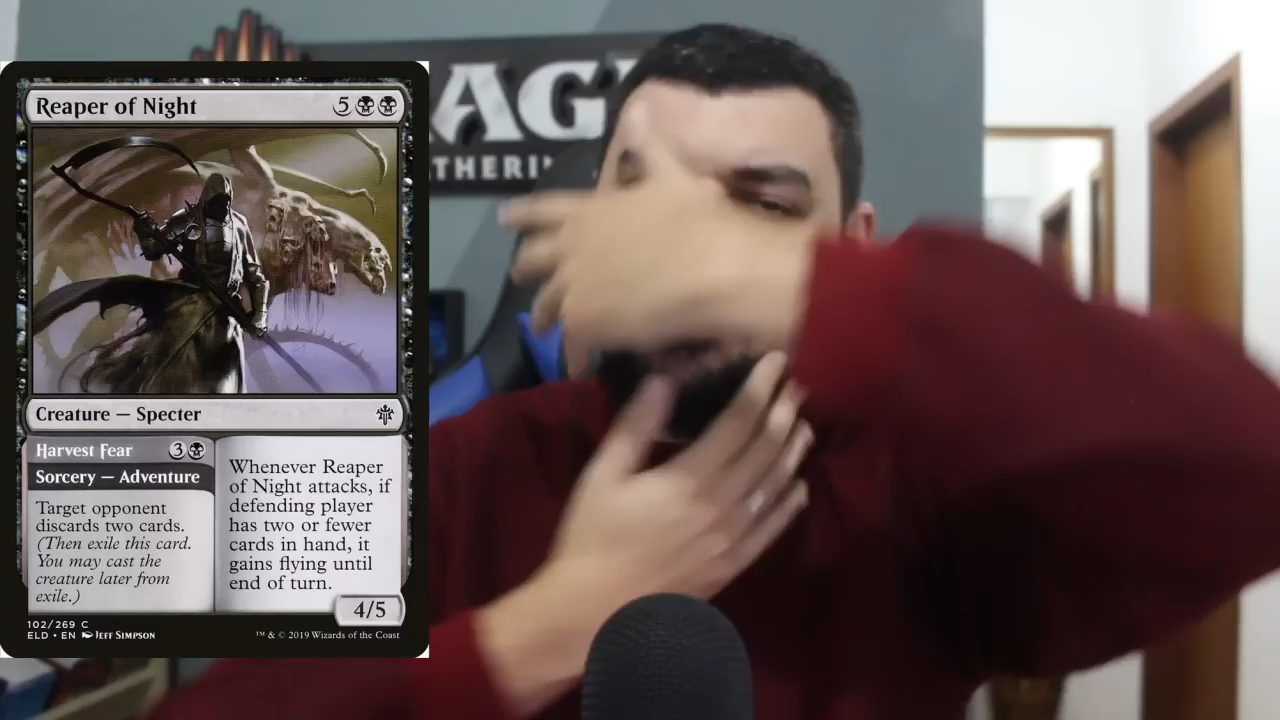 Reaper of Night 5
Creature — Specter
Harvest Fear 3
Sorcery — Adventure
Target opponent
discards two cards.
(Then exile this card.
You may cast the
creature later from
exile.)
Whenever Reaper
of Night attacks, if
defending player
has two or fewer
cards in hand, it
gains flying until
end of turn.
4/5
102/269 C
ELD • EN JEFF SIMPSON
™ & © 2019 Wizards of the Coast
AG
THERIN